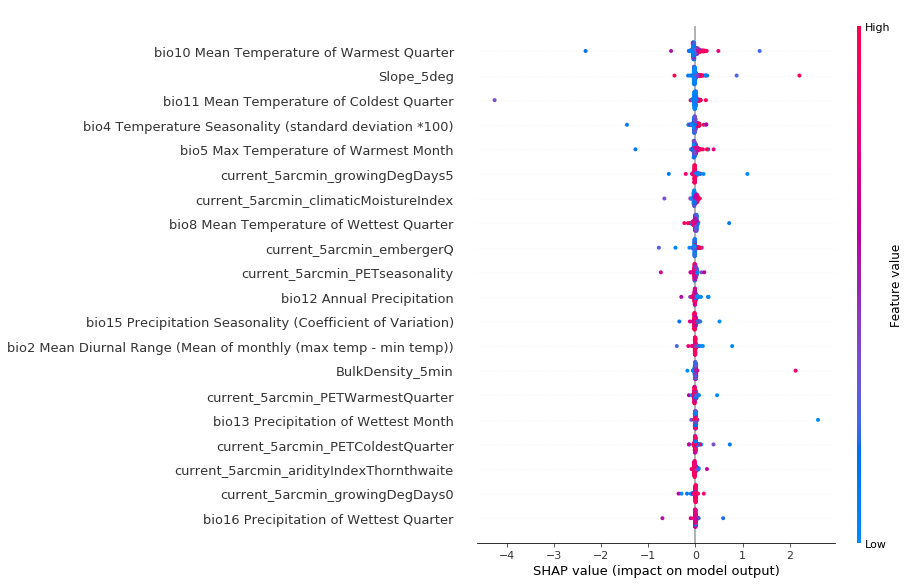 High
bio10 Mean Temperature of Warmest Quarter
Slope_5deg
bio11 Mean Temperature of Coldest Quarter
bio4 Temperature Seasonality (standard deviation *100)
bio5 Max Temperature of Warmest Month
current_5arcmin_growingDegDays5
current_5arcmin_climaticMoistureIndex
bio8 Mean Temperature of Wettest Quarter
current_5arcmin_embergerQ
current_5arcmin_PETseasonality
bio12 Annual Precipitation
bio15 Precipitation Seasonality (Coefficient of Variation)
bio2 Mean Diurnal Range (Mean of monthly (max temp - min temp))
BulkDensity_5min
current_5arcmin_PETWarmestQuarter
bio13 Precipitation of Wettest Month
current_5arcmin_PETColdestQuarter
current_5arcmin_aridityIndexThornthwaite
current_5arcmin_growingDegDays0
bio16 Precipitation of Wettest Quarter
Feature value
Low
−4 −3 −2 −1 0 1 2
SHAP value (impact on model output)